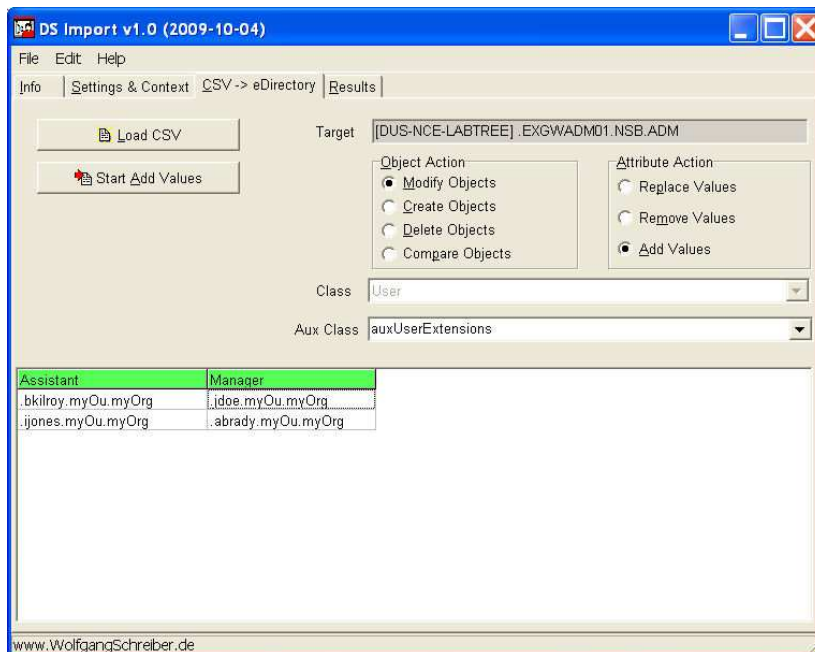 DS Import v1.0 (2009-10-04)
File Edit Help
Info Settings & Context CSV -> eDirectory Results
Load CSV
Start Add Values
Target [DUS-NCE-LABTREE] .EXGWADM01.NSB.ADM
Object Action
Modify Objects
Create Objects
Delete Objects
Compare Objects
Attribute Action
Replace Values
Remove Values
Add Values
Class User
Aux Class auxUserExtensions
Assistant Manager
.bkilroy.myOu.myOrg .jdoe.myOu.myOrg
.ijones.myOu.myOrg .abrady.myOu.myOrg
www.WolfgangSchreiber.de